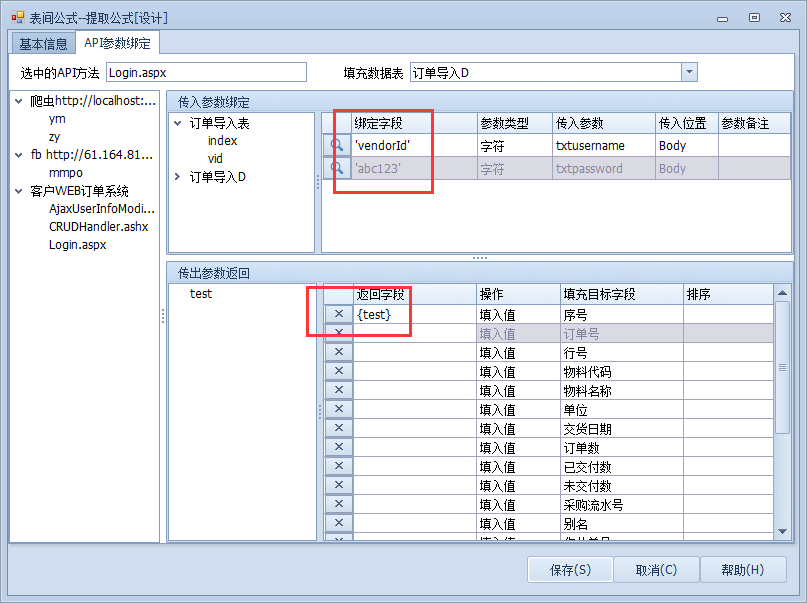 表间公式--提取公式[设计]
基本信息 API参数绑定
选中的API方法 Login.aspx 填充数据表 订单导入D
爬虫http://localhost:...
ym
zy
fb http://61.164.81...
mmpo
客户WEB订单系统
AjaxUserInfoModi...
CRUDHandler.ashx
Login.aspx
传入参数绑定
订单导入表
index
vid
订单导入D
绑定字段 参数类型 传入参数 传入位置 参数备注
'vendorId' 字符 txtusername Body
'abc123' 字符 txtpassword Body
传出参数返回
test
返回字段 操作 填充目标字段 排序
{test} 填入值 序号
填入值 订单号
填入值 行号
填入值 物料代码
填入值 物料名称
填入值 单位
填入值 交货日期
填入值 订单数
填入值 已交付数
填入值 未交付数
填入值 采购流水号
填入值 别名
保存(S) 取消(C) 帮助(H)